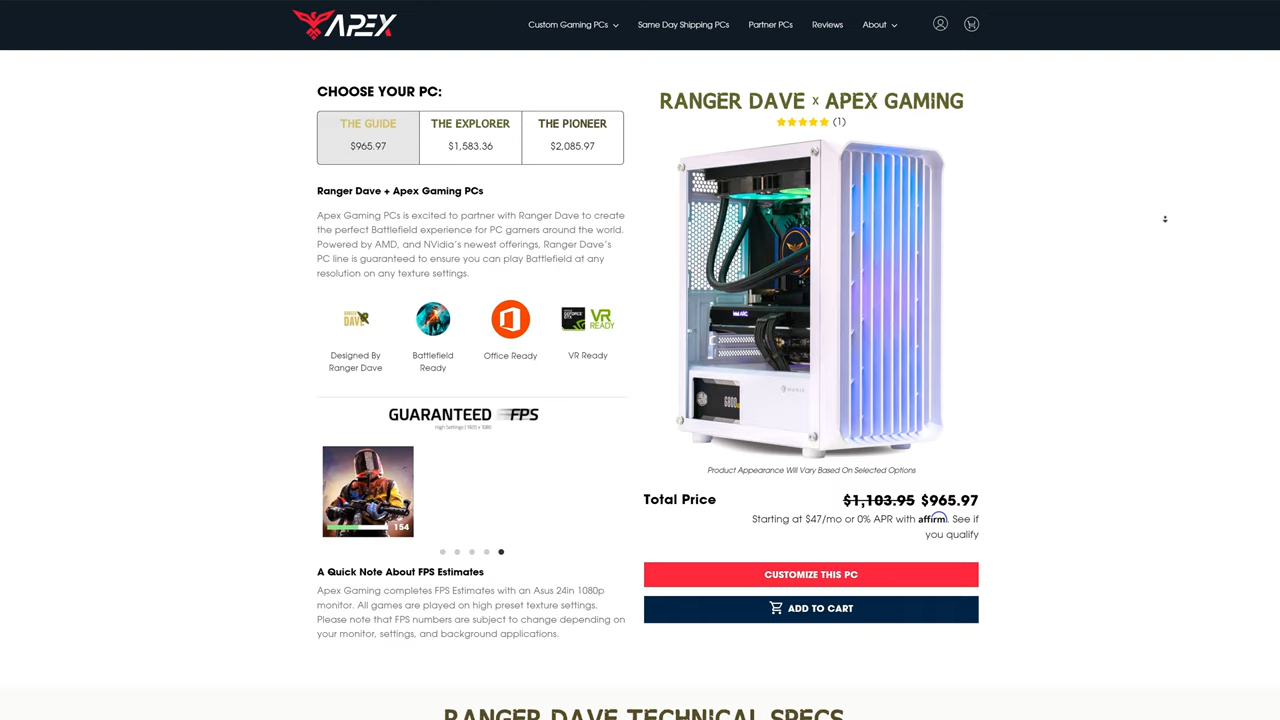 APEX
Custom Gaming PCs
Same Day Shipping PCs
Partner PCs
Reviews
About
CHOOSE YOUR PC:
THE GUIDE
$965.97
THE EXPLORER
$1,583.36
THE PIONEER
$2,085.97
Ranger Dave + Apex Gaming PCs
Apex Gaming PCs is excited to partner with Ranger Dave to create
the perfect Battlefield experience for PC gamers around the world.
Powered by AMD, and NVidia's newest offerings, Ranger Dave's
PC line is guaranteed to ensure you can play Battlefield at any
resolution on any texture settings.
RANGER
DAVE
VR
READY
Designed By
Ranger Dave
Battlefield
Ready
Office Ready
VR Ready
GUARANTEED FPS
High Settings | 1920 x 1080
154
A Quick Note About FPS Estimates
Apex Gaming completes FPS Estimates with an Asus 24in 1080p
monitor. All games are played on high preset texture settings.
Please note that FPS numbers are subject to change depending on
your monitor, settings, and background applications.
RANGER DAVE x APEX GAMING
(1)
Product Appearance Will Vary Based On Selected Options
Total Price
$1,103.95 $965.97
Starting at $47/mo or 0% APR with affirm. See if
you qualify
CUSTOMIZE THIS PC
ADD TO CART
RANGER DAVE TECHNICAL SPECS